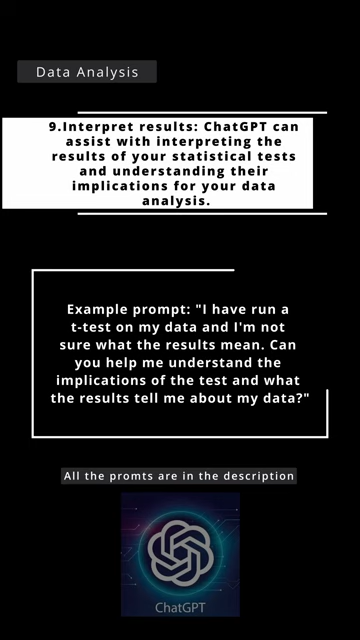 Data Analysis
9.Interpret results: ChatGPT can
assist with interpreting the
results of your statistical tests
and understanding their
implications for your data
analysis.
Example prompt: "I have run a
t-test on my data and I'm not
sure what the results mean. Can
you help me understand the
implications of the test and what
the results tell me about my data?"
All the promts are in the description
ChatGPT